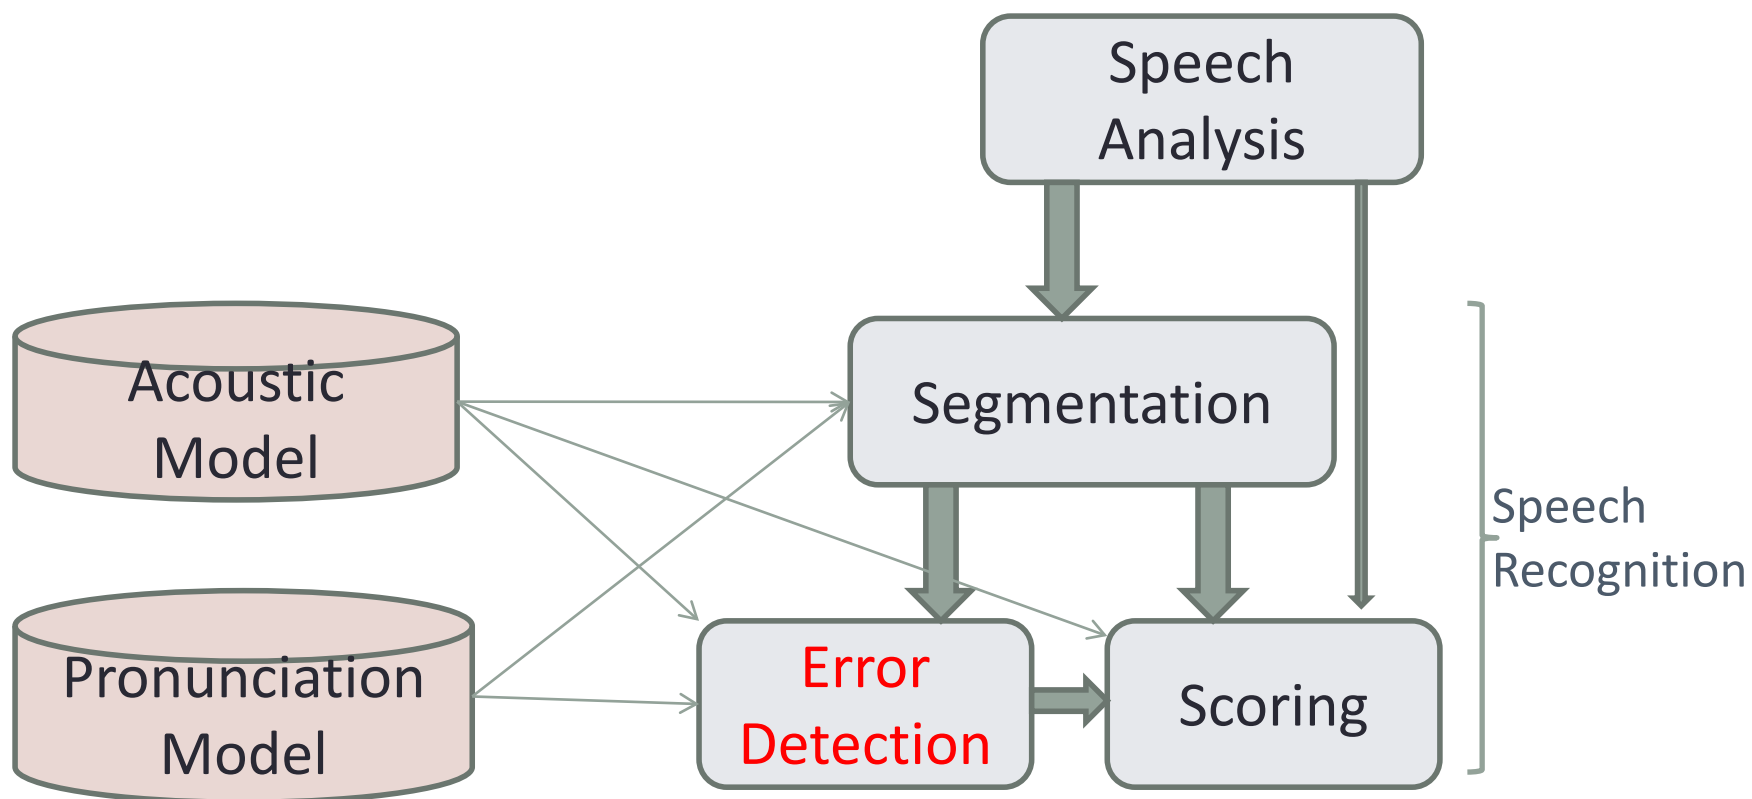 Speech
Analysis
Acoustic
Model
Segmentation
Speech
Recognition
Pronunciation
Model
Error
Detection
Scoring